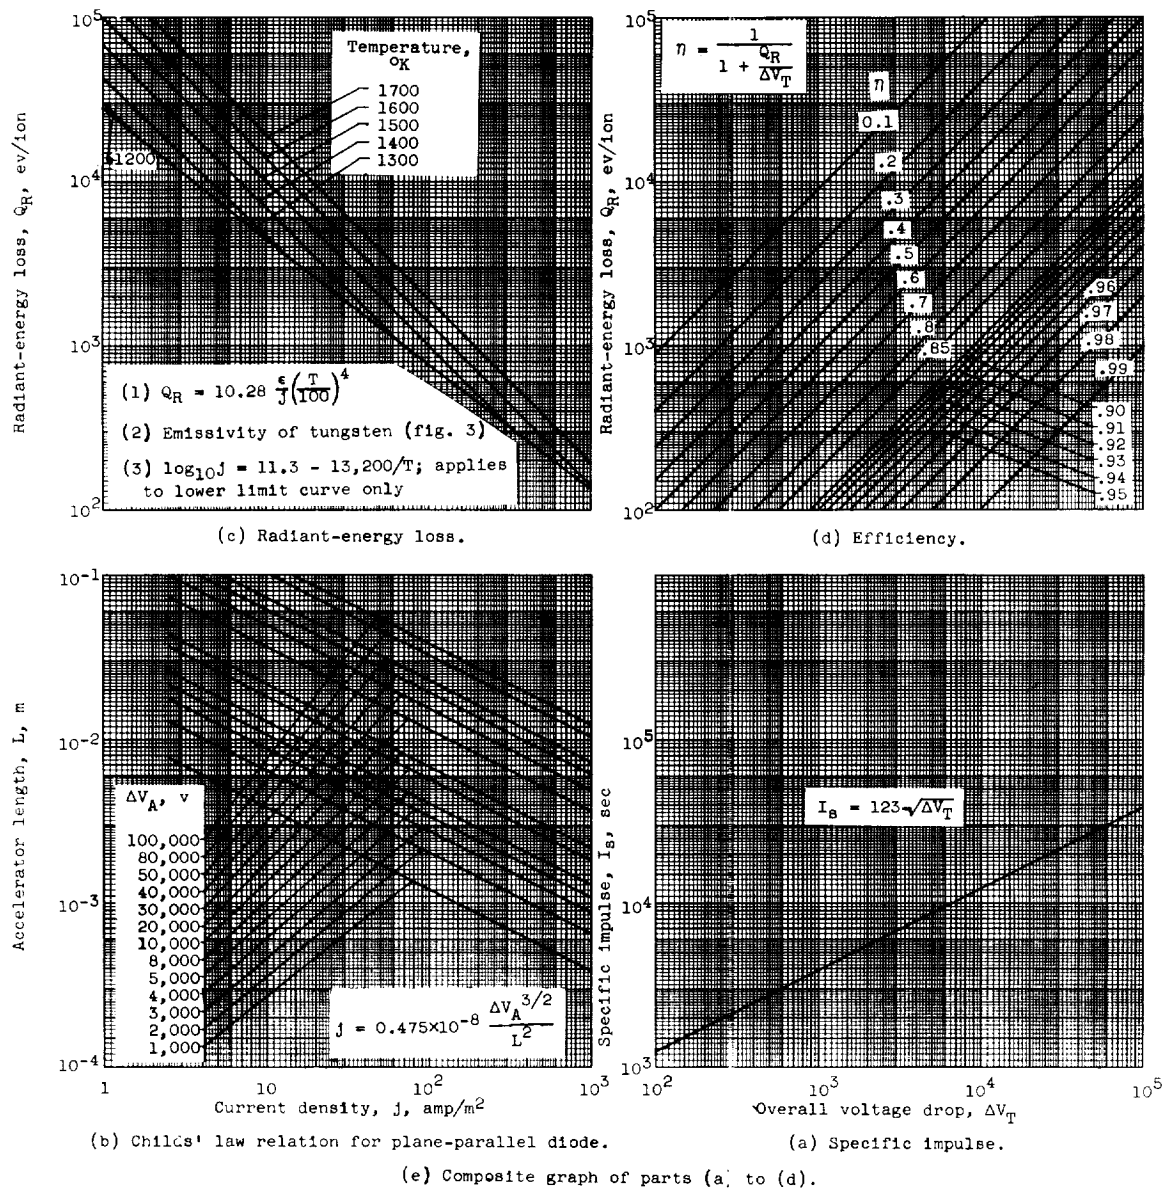 Radiant-energy loss, Q_R, ev/ion
10^5
10^4
10^3
10^2
Temperature,
°K
1700
1600
1500
1400
1300
1200
(1) Q_R = 10.28 ε/j (T/100)^4
(2) Emissivity of tungsten (fig. 3)
(3) log_10 j = 11.3 - 13,200/T; applies
to lower limit curve only
(c) Radiant-energy loss.
Radiant-energy loss, Q_R, ev/ion
10^5
10^4
10^3
10^2
η = 1 / (1 + Q_R/ΔV_T)
η
0.1
.2
.3
.4
.5
.6
.7
.8
.85
.96
.97
.98
.99
.90
.91
.92
.93
.94
.95
(d) Efficiency.
Accelerator length, L, m
10^-1
10^-2
10^-3
10^-4
ΔV_A, v
100,000
80,000
50,000
40,000
30,000
20,000
10,000
8,000
5,000
4,000
3,000
2,000
1,000
j = 0.475×10^-8 ΔV_A^3/2 / L^2
1 10 10^2 10^3
Current density, j, amp/m^2
(b) Childs' law relation for plane-parallel diode.
Specific impulse, I_s, sec
10^5
10^4
10^3
I_s = 123√ΔV_T
10^2 10^3 10^4 10^5
Overall voltage drop, ΔV_T
(a) Specific impulse.
(e) Composite graph of parts (a) to (d).